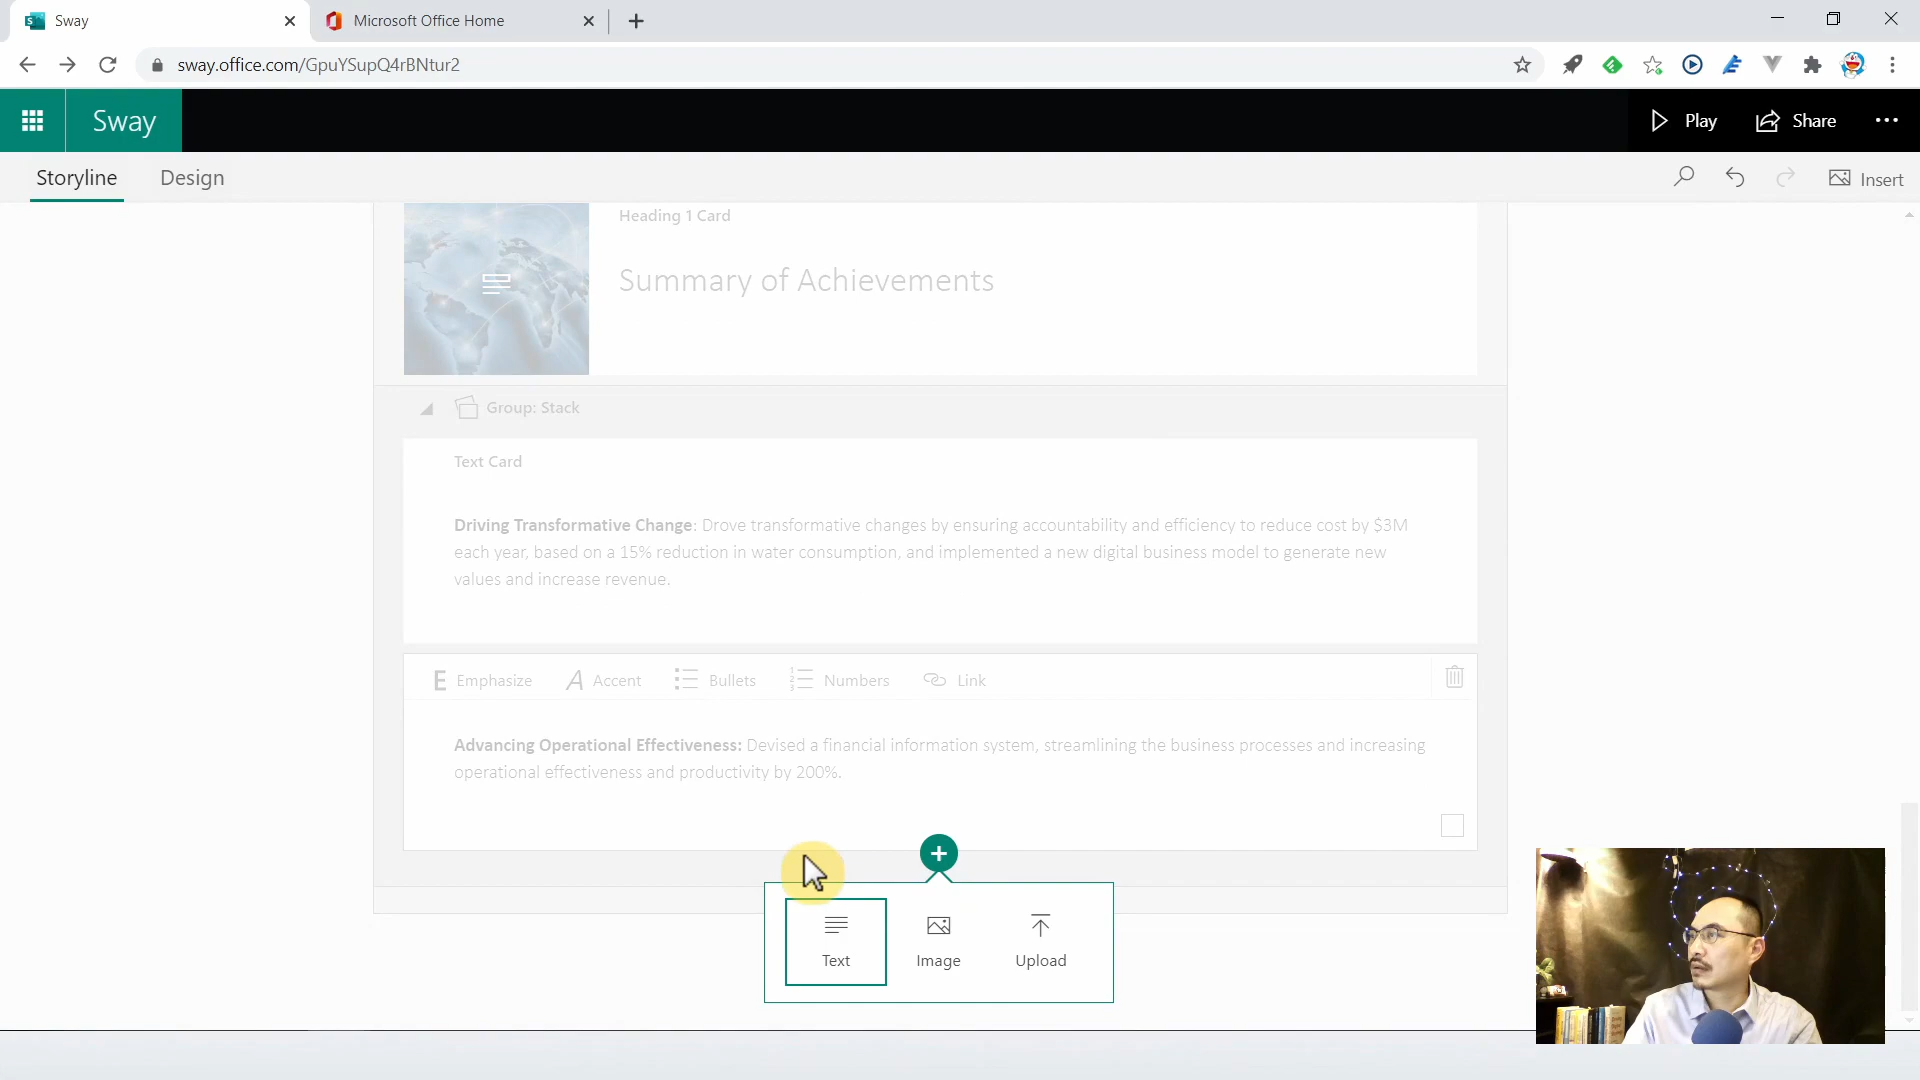 Sway
Microsoft Office Home
sway.office.com/GpuYSupQ4rBNtur2
Sway
Play
Share
Storyline
Design
Insert
Heading 1 Card
Summary of Achievements
Group: Stack
Text Card
Driving Transformative Change: Drove transformative changes by ensuring accountability and efficiency to reduce cost by $3M
each year, based on a 15% reduction in water consumption, and implemented a new digital business model to generate new
values and increase revenue.
Emphasize
Accent
Bullets
Numbers
Link
Advancing Operational Effectiveness: Devised a financial information system, streamlining the business processes and increasing
operational effectiveness and productivity by 200%.
Text
Image
Upload